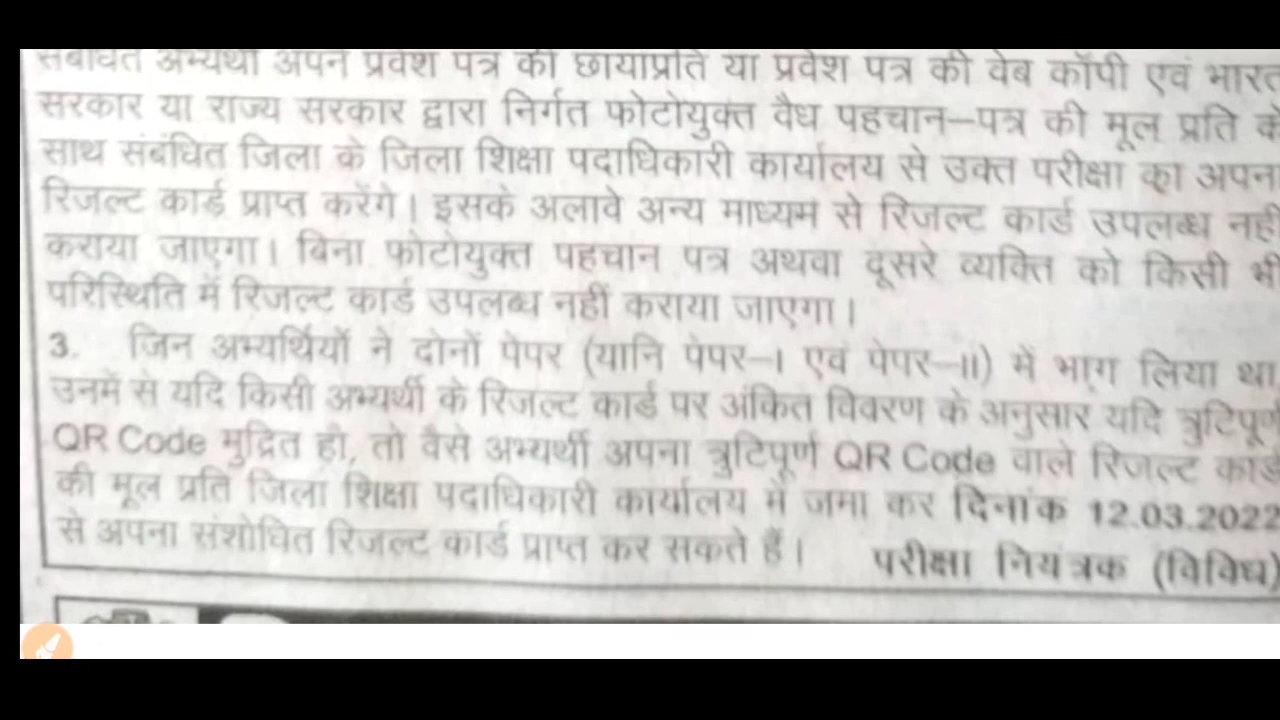 संबंधित अभ्यर्थी अपने प्रवेश पत्र की छायाप्रति या प्रवेश पत्र की वेब कॉपी एवं भारत
सरकार या राज्य सरकार द्वारा निर्गत फोटोयुक्त वैध पहचान–पत्र की मूल प्रति के
साथ संबंधित जिला के जिला शिक्षा पदाधिकारी कार्यालय से उक्त परीक्षा का अपना
रिजल्ट कार्ड प्राप्त करेंगे। इसके अलावे अन्य माध्यम से रिजल्ट कार्ड उपलब्ध नहीं
कराया जाएगा। बिना फोटोयुक्त पहचान पत्र अथवा दूसरे व्यक्ति को किसी भी
परिस्थिति में रिजल्ट कार्ड उपलब्ध नहीं कराया जाएगा।
3. जिन अभ्यर्थियों ने दोनों पेपर (यानि पेपर–I एवं पेपर–II) में भाग लिया था
उनमें से यदि किसी अभ्यर्थी के रिजल्ट कार्ड पर अंकित विवरण के अनुसार यदि त्रुटिपूर्ण
QR Code मुद्रित हो, तो वैसे अभ्यर्थी अपना त्रुटिपूर्ण QR Code वाले रिजल्ट कार्ड
की मूल प्रति जिला शिक्षा पदाधिकारी कार्यालय में जमा कर दिनांक 12.03.2022
से अपना संशोधित रिजल्ट कार्ड प्राप्त कर सकते हैं।
परीक्षा नियंत्रक (विविध)